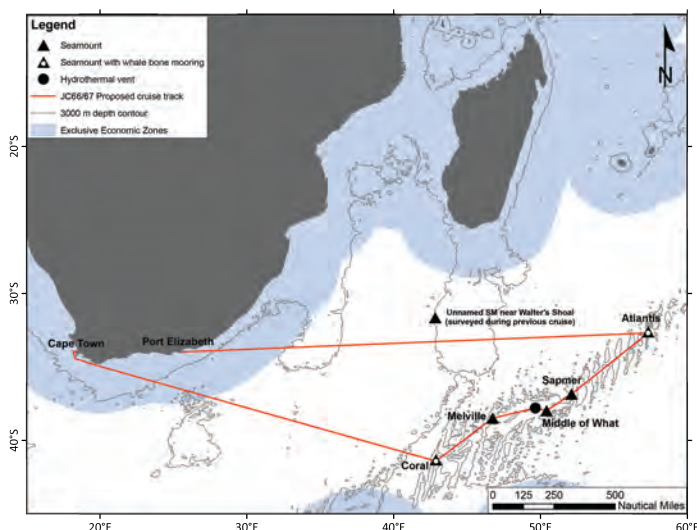 Legend
Seamount
Seamount with whale bone mooring
Hydrothermal vent
JC66/67 Proposed cruise track
3000 m depth contour
Exclusive Economic Zones
N
20°S
30°S
Unnamed SM near Walter's Shoal
(surveyed during previous cruise)
Atlantis
Cape Town
Port Elizabeth
Sapmer
Melville
Middle of What
40°S
Coral
0 125 250 500
Nautical Miles
20°E 30°E 40°E 50°E 60°E